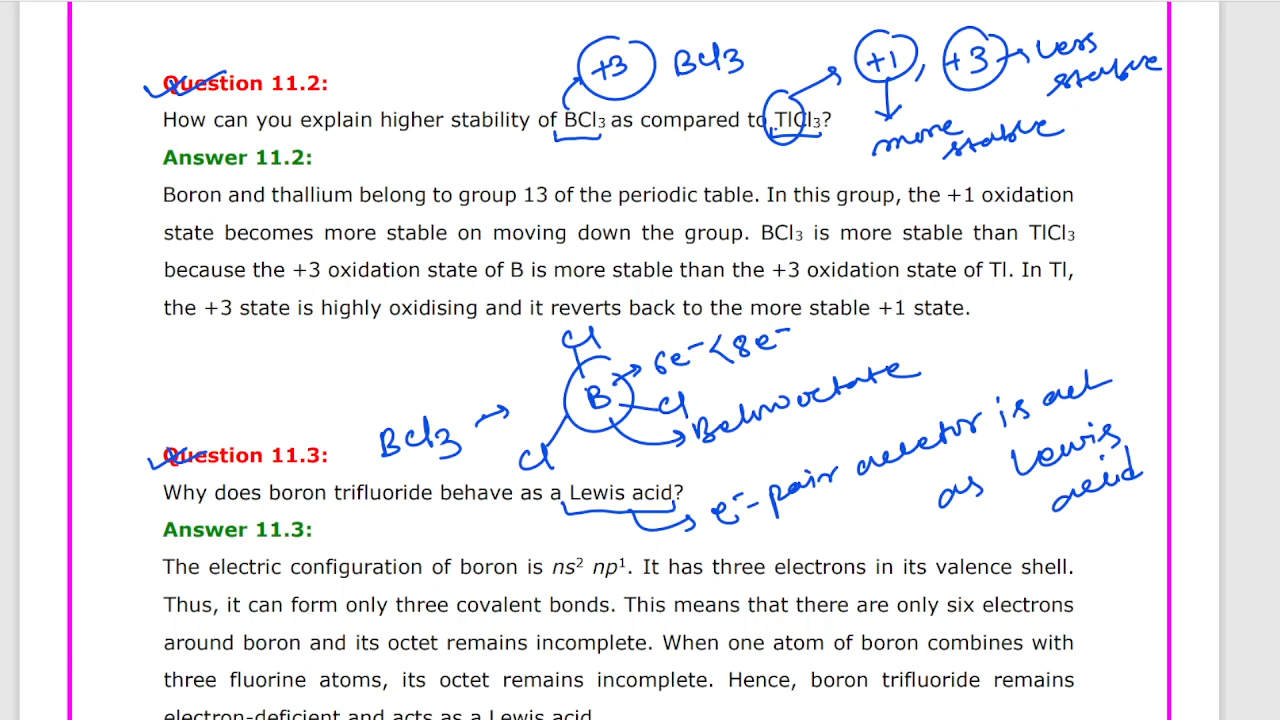 +3 BCl3 +1, +3 → less stable
Question 11.2:
How can you explain higher stability of BCl3 as compared to TlCl3?
more stable
Answer 11.2:
Boron and thallium belong to group 13 of the periodic table. In this group, the +1 oxidation
state becomes more stable on moving down the group. BCl3 is more stable than TlCl3
because the +3 oxidation state of B is more stable than the +3 oxidation state of Tl. In Tl,
the +3 state is highly oxidising and it reverts back to the more stable +1 state.
Cl
B → 6e⁻ < 8e⁻
Cl
BCl3 →
Cl
Below octate
Question 11.3:
Why does boron trifluoride behave as a Lewis acid?
e⁻-pair accetor is act
as Lewis
acid
Answer 11.3:
The electric configuration of boron is ns² np¹. It has three electrons in its valence shell.
Thus, it can form only three covalent bonds. This means that there are only six electrons
around boron and its octet remains incomplete. When one atom of boron combines with
three fluorine atoms, its octet remains incomplete. Hence, boron trifluoride remains
electron-deficient and acts as a Lewis acid.